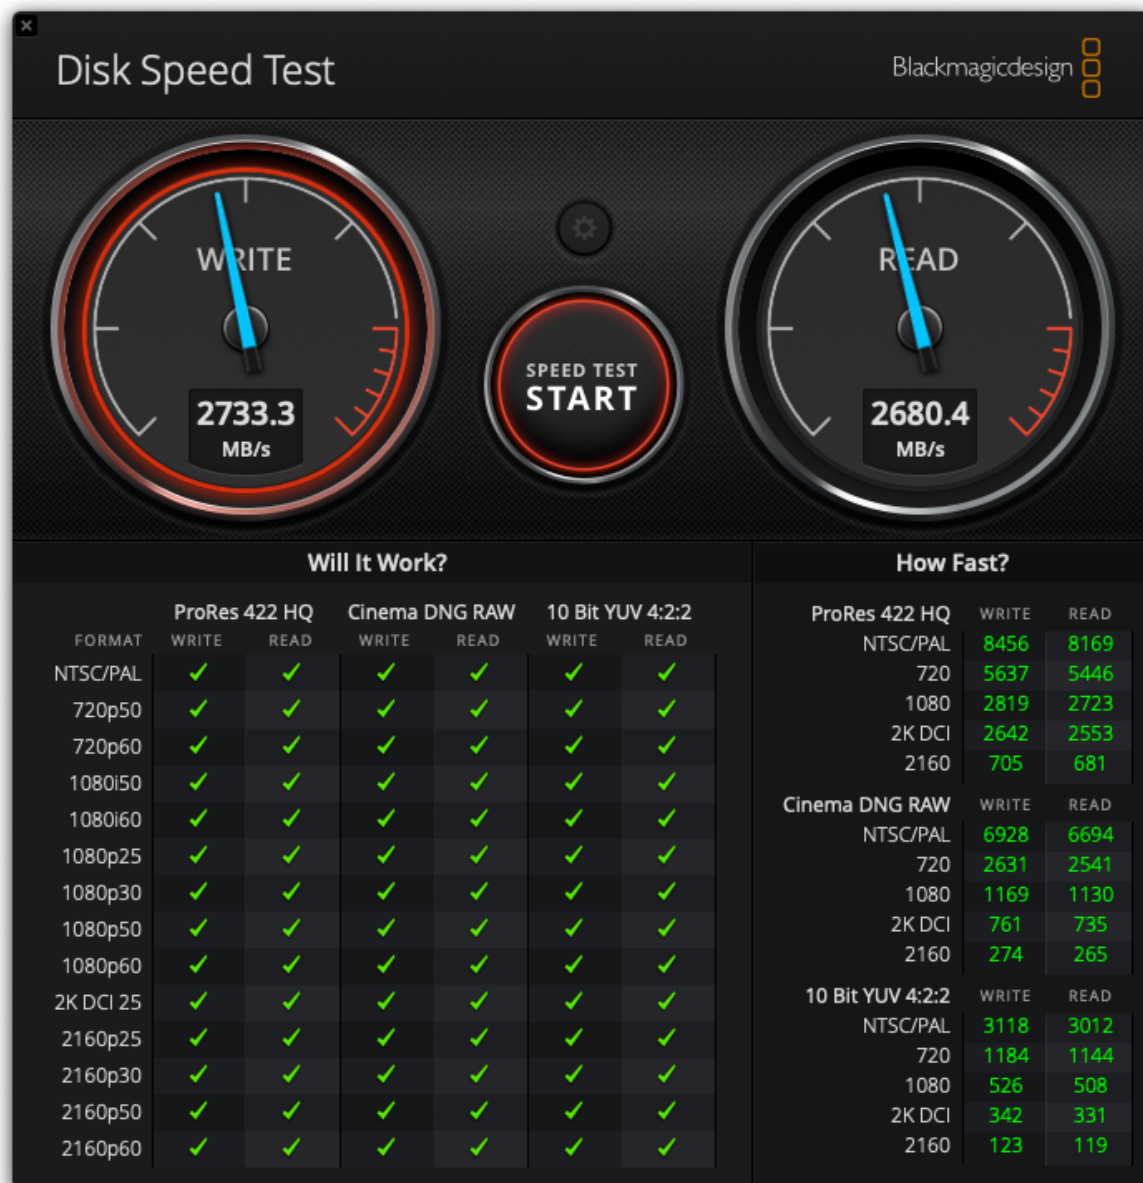 Disk Speed Test
Blackmagicdesign
WRITE
2733.3
MB/s
SPEED TEST
START
READ
2680.4
MB/s
Will It Work?
ProRes 422 HQ Cinema DNG RAW 10 Bit YUV 4:2:2
FORMAT WRITE READ WRITE READ WRITE READ
NTSC/PAL ✓ ✓ ✓ ✓ ✓ ✓
720p50 ✓ ✓ ✓ ✓ ✓ ✓
720p60 ✓ ✓ ✓ ✓ ✓ ✓
1080i50 ✓ ✓ ✓ ✓ ✓ ✓
1080i60 ✓ ✓ ✓ ✓ ✓ ✓
1080p25 ✓ ✓ ✓ ✓ ✓ ✓
1080p30 ✓ ✓ ✓ ✓ ✓ ✓
1080p50 ✓ ✓ ✓ ✓ ✓ ✓
1080p60 ✓ ✓ ✓ ✓ ✓ ✓
2K DCI 25 ✓ ✓ ✓ ✓ ✓ ✓
2160p25 ✓ ✓ ✓ ✓ ✓ ✓
2160p30 ✓ ✓ ✓ ✓ ✓ ✓
2160p50 ✓ ✓ ✓ ✓ ✓ ✓
2160p60 ✓ ✓ ✓ ✓ ✓ ✓
How Fast?
ProRes 422 HQ WRITE READ
NTSC/PAL 8456 8169
720 5637 5446
1080 2819 2723
2K DCI 2642 2553
2160 705 681
Cinema DNG RAW WRITE READ
NTSC/PAL 6928 6694
720 2631 2541
1080 1169 1130
2K DCI 761 735
2160 274 265
10 Bit YUV 4:2:2 WRITE READ
NTSC/PAL 3118 3012
720 1184 1144
1080 526 508
2K DCI 342 331
2160 123 119